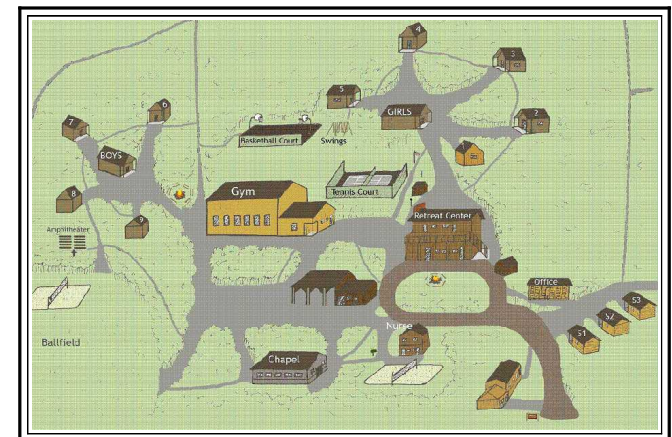 4
3
5
GIRLS
2
6
7
Basketball Court
Swings
BOYS
Tennis Court
Gym
8
9
Retreat Center
Amphitheater
Office
S3
S2
S1
Nurse
Ballfield
Chapel